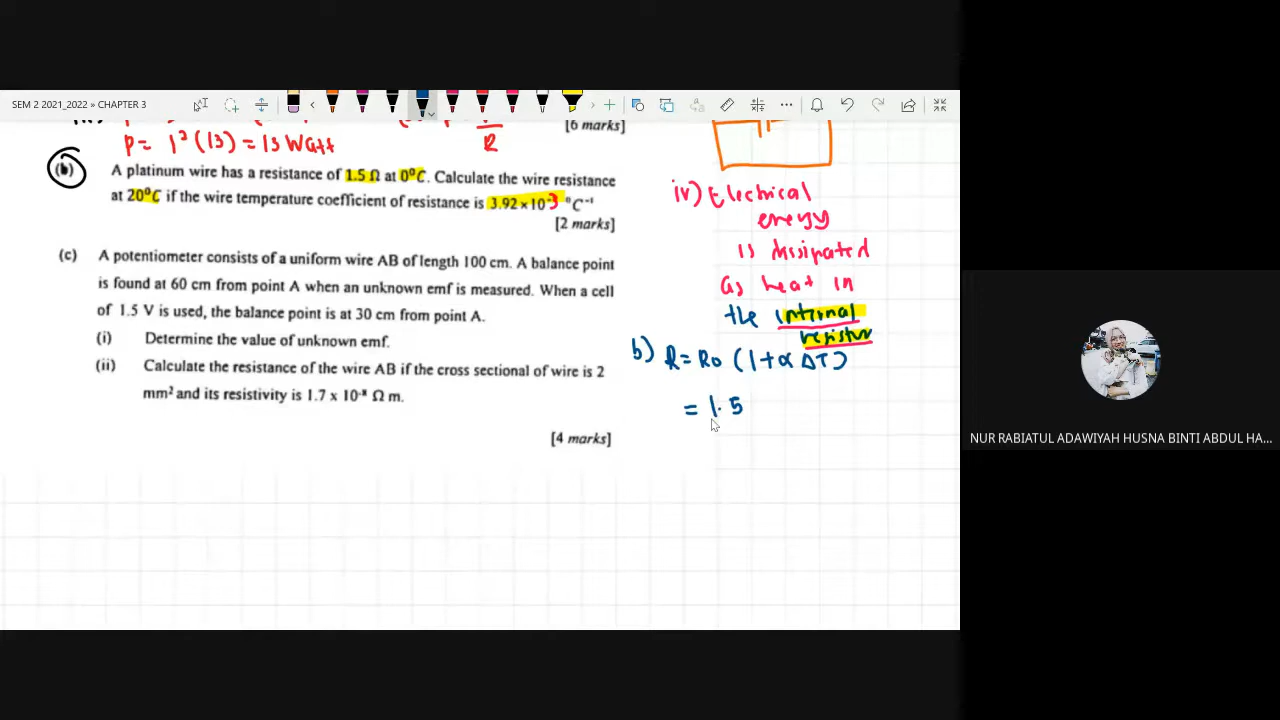 SEM 2 2021_2022 » CHAPTER 3
[6 marks]
R
P = 1² (13) = 13 Watt
(b) A platinum wire has a resistance of 1.5 Ω at 0°C. Calculate the wire resistance
at 20°C if the wire temperature coefficient of resistance is 3.92 × 10⁻³ °C⁻¹
[2 marks]
(c) A potentiometer consists of a uniform wire AB of length 100 cm. A balance point
is found at 60 cm from point A when an unknown emf is measured. When a cell
of 1.5 V is used, the balance point is at 30 cm from point A.
(i) Determine the value of unknown emf.
(ii) Calculate the resistance of the wire AB if the cross sectional of wire is 2
mm² and its resistivity is 1.7 x 10⁻⁸ Ω m.
[4 marks]
iv) Electrical
energy
is dissipated
as heat in
the internal
resistor
b) R = Ro (1 + α ΔT)
= 1.5
NUR RABIATUL ADAWIYAH HUSNA BINTI ABDUL HA...